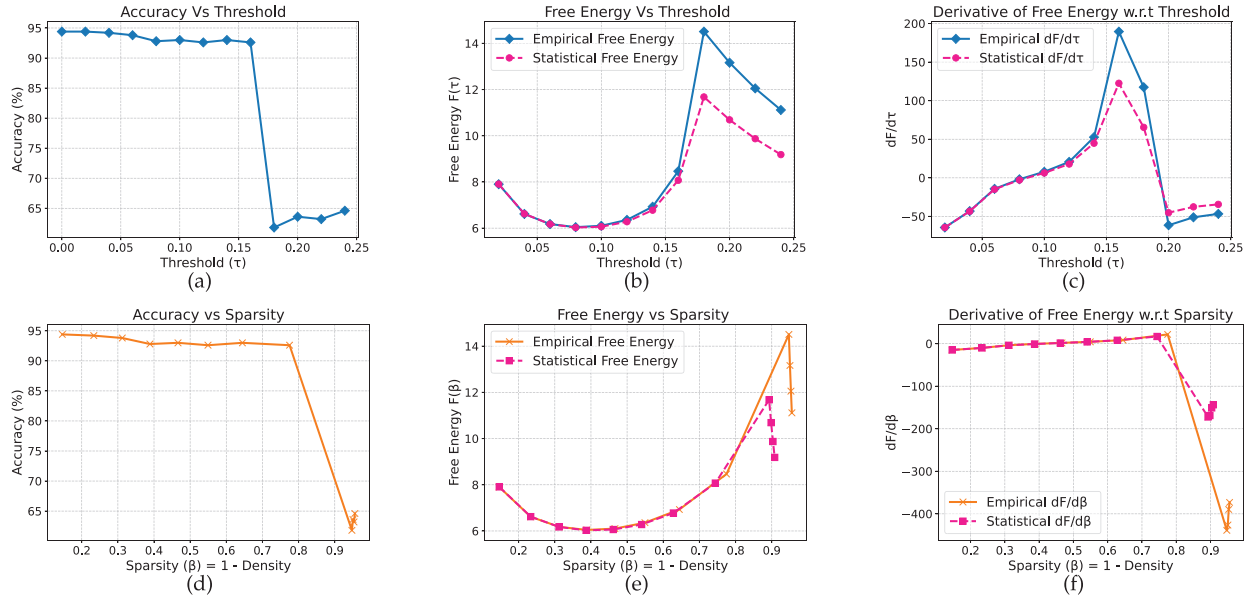 Accuracy Vs Threshold
Accuracy (%)
95
90
85
80
75
70
65
0.00
0.05
0.10
0.15
0.20
0.25
Threshold (τ)
(a)
Free Energy Vs Threshold
Empirical Free Energy
Statistical Free Energy
Free Energy F(τ)
14
12
10
8
6
0.05
0.10
0.15
0.20
0.25
Threshold (τ)
(b)
Derivative of Free Energy w.r.t Threshold
Empirical dF/dτ
Statistical dF/dτ
dF/dτ
200
150
100
50
0
−50
0.05
0.10
0.15
0.20
0.25
Threshold (τ)
(c)
Accuracy vs Sparsity
Accuracy (%)
95
90
85
80
75
70
65
0.2
0.3
0.4
0.5
0.6
0.7
0.8
0.9
Sparsity (β) = 1 - Density
(d)
Free Energy vs Sparsity
Empirical Free Energy
Statistical Free Energy
Free Energy F(β)
14
12
10
8
6
0.2
0.3
0.4
0.5
0.6
0.7
0.8
0.9
Sparsity (β) = 1 - Density
(e)
Derivative of Free Energy w.r.t Sparsity
dF/dβ
0
−100
−200
−300
−400
Empirical dF/dβ
Statistical dF/dβ
0.2
0.3
0.4
0.5
0.6
0.7
0.8
0.9
Sparsity (β) = 1 - Density
(f)